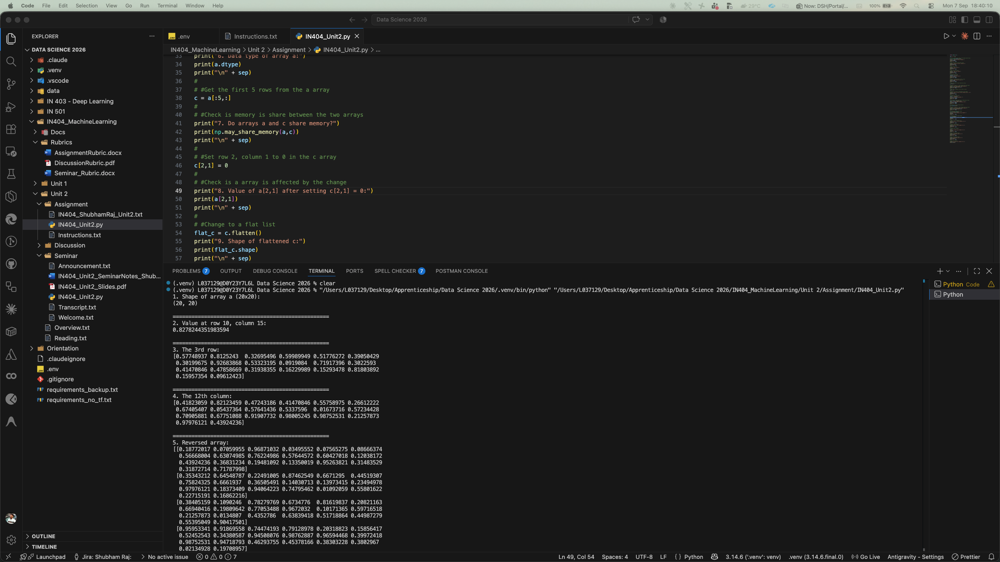 Code File Edit Selection View Go Run Terminal Window Help 29°C Now: DSH/Portal/... 100% Mon 7 Sep 18:40:10
Data Science 2026
EXPLORER
DATA SCIENCE 2026
.claude
.venv
.vscode
data
IN 403 - Deep Learning
IN 501
IN404_MachineLearning
Docs
Rubrics
AssignmentRubric.docx
DiscussionRubric.pdf
Seminar_Rubric.docx
Unit 1
Unit 2
Assignment
IN404_ShubhamRaj_Unit2.txt
IN404_Unit2.py
Instructions.txt
Discussion
Seminar
Announcement.txt
IN404_Unit2_SeminarNotes_Shub...
IN404_Unit2_Slides.pdf
IN404_Unit2.py
Transcript.txt
Welcome.txt
Overview.txt
Reading.txt
Orientation
.claudeignore
.env
.gitignore
requirements_backup.txt
requirements_no_tf.txt
OUTLINE
TIMELINE
.env Instructions.txt IN404_Unit2.py
IN404_MachineLearning > Unit 2 > Assignment > IN404_Unit2.py > ...
33 print("6. Data type of array a:")
34 print(a.dtype)
35 print("\n" + sep)
36 #
37 # #Get the first 5 rows from the a array
38 c = a[:5,:]
39 #
40 # #Check is memory is share between the two arrays
41 print("7. Do arrays a and c share memory?")
42 print(np.may_share_memory(a,c))
43 print("\n" + sep)
44 #
45 # #Set row 2, column 1 to 0 in the c array
46 c[2,1] = 0
47 #
48 # #Check is a array is affected by the change
49 print("8. Value of a[2,1] after setting c[2,1] = 0:")
50 print(a[2,1])
51 print("\n" + sep)
52 #
53 # #Change to a flat list
54 flat_c = c.flatten()
55 print("9. Shape of flattened c:")
56 print(flat_c.shape)
57 print("\n" + sep)
PROBLEMS 7 OUTPUT DEBUG CONSOLE TERMINAL PORTS SPELL CHECKER 7 POSTMAN CONSOLE
Python Code
Python
(.venv) L037129@D0Y23Y7L6L Data Science 2026 % clear
(.venv) L037129@D0Y23Y7L6L Data Science 2026 % "/Users/L037129/Desktop/Apprenticeship/Data Science 2026/.venv/bin/python" "/Users/L037129/Desktop/Apprenticeship/Data Science 2026/IN404_MachineLearning/Unit 2/Assignment/IN404_Unit2.py"
1. Shape of array a (20x20):
(20, 20)
==================================================
2. Value at row 10, column 15:
0.8278244351983594
==================================================
3. The 3rd row:
[0.57748937 0.8125243  0.32695496 0.59989949 0.51776272 0.39050429
0.30199675 0.92683868 0.53323195 0.0919084  0.71917396 0.3022593
0.41470846 0.47858669 0.31938355 0.16229989 0.15293478 0.81803892
0.15957354 0.09612423]
==================================================
4. The 12th column:
[0.41823059 0.82123459 0.47243186 0.41470846 0.55758975 0.26612222
0.67405407 0.05437364 0.57641436 0.5337596  0.01673716 0.57234428
0.70905881 0.67751088 0.91907732 0.98005245 0.98752531 0.21257873
0.97976121 0.43924236]
==================================================
5. Reversed array:
[[0.18772017 0.07059955 0.96871032 0.03495552 0.07565275 0.08666374
0.56668004 0.63074985 0.76224986 0.57644572 0.60427018 0.12038172
0.43924236 0.36831234 0.19481092 0.13350019 0.95263821 0.31483529
0.31872714 0.71787998]
[0.35343212 0.64548787 0.22491005 0.87462549 0.6671295  0.44519307
0.75824325 0.6661937  0.36505491 0.14030713 0.13973415 0.23494978
0.97976121 0.18373409 0.94064223 0.74795462 0.01092059 0.55801622
0.22715191 0.16862216]
[0.38405159 0.1090246  0.78279769 0.6734776  0.81619837 0.20821163
0.66940416 0.19809642 0.77053488 0.9672032  0.10171365 0.59716518
0.21257873 0.0134807  0.4352786  0.63839418 0.51718864 0.44987279
0.55395049 0.90417501]
[0.95953341 0.91869558 0.74474193 0.79128978 0.20318823 0.15856417
0.52452543 0.34380587 0.94508076 0.98762887 0.96594468 0.39972418
0.98752531 0.94718793 0.46293755 0.45378166 0.38303228 0.3802967
0.02134928 0.19708957]
Launchpad Jira: Shubham Raj: > No active issue 0 0 7 Ln 49, Col 54 Spaces: 4 UTF-8 LF { } Python 3.14.6 ('.venv': venv) .venv (3.14.6.final.0) Go Live Antigravity - Settings Prettier